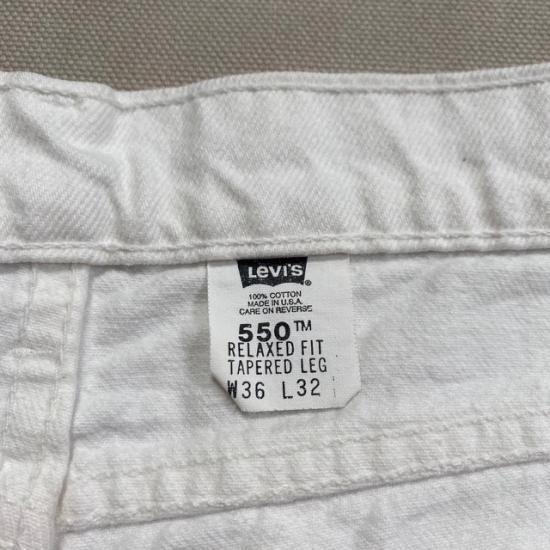 Levi's®
100% COTTON
MADE IN U.S.A.
CARE ON REVERSE
550™
RELAXED FIT
TAPERED LEG
W36 L32